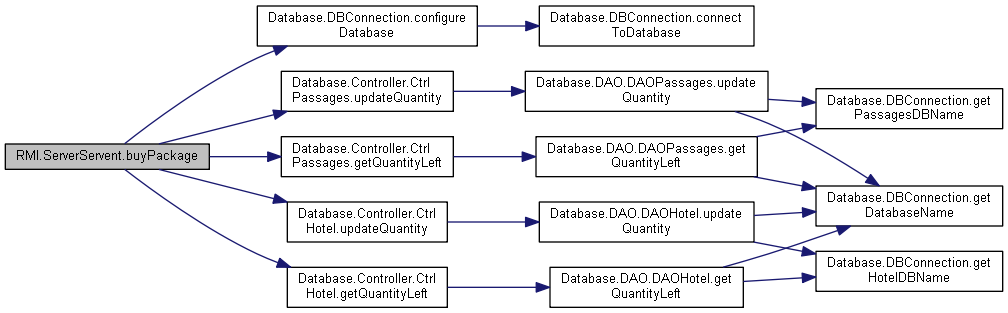 RMI.ServerServent.buyPackage
Database.DBConnection.configure
Database
Database.DBConnection.connect
ToDatabase
Database.Controller.Ctrl
Passages.updateQuantity
Database.DAO.DAOPassages.update
Quantity
Database.Controller.Ctrl
Passages.getQuantityLeft
Database.DAO.DAOPassages.get
QuantityLeft
Database.Controller.Ctrl
Hotel.updateQuantity
Database.DAO.DAOHotel.update
Quantity
Database.Controller.Ctrl
Hotel.getQuantityLeft
Database.DAO.DAOHotel.get
QuantityLeft
Database.DBConnection.get
PassagesDBName
Database.DBConnection.get
DatabaseName
Database.DBConnection.get
HotelDBName